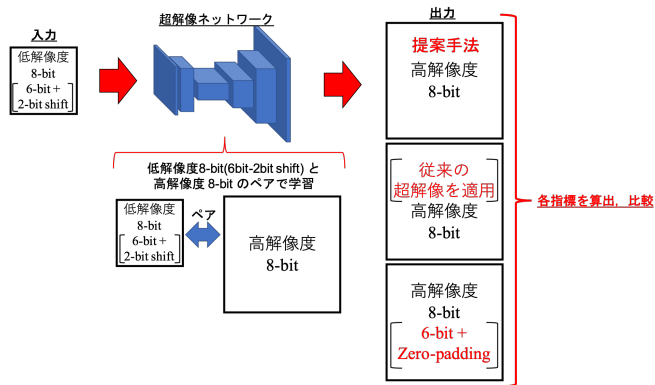 入力
低解像度
8-bit
6-bit +
2-bit shift
超解像ネットワーク
低解像度8-bit(6bit-2bit shift) と
高解像度 8-bit のペアで学習
低解像度
8-bit
6-bit +
2-bit shift
ペア
高解像度
8-bit
出力
提案手法
高解像度
8-bit
従来の
超解像を適用
高解像度
8-bit
高解像度
8-bit
6-bit +
Zero-padding
各指標を算出，比較